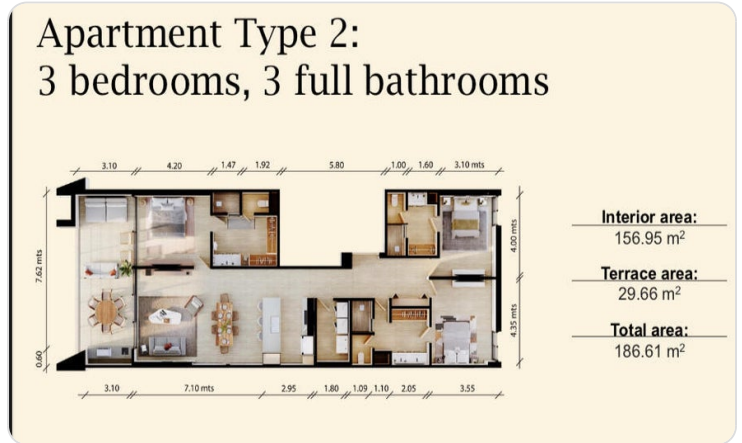 Apartment Type 2:
3 bedrooms, 3 full bathrooms
3.10 4.20 1.47 1.92 5.80 1.00 1.60 3.10 mts
7.62 mts
0.60
4.00 mts
4.35 mts
3.10 7.10 mts 2.95 1.80 1.09 1.10 2.05 3.55
Interior area:
156.95 m²
Terrace area:
29.66 m²
Total area:
186.61 m²